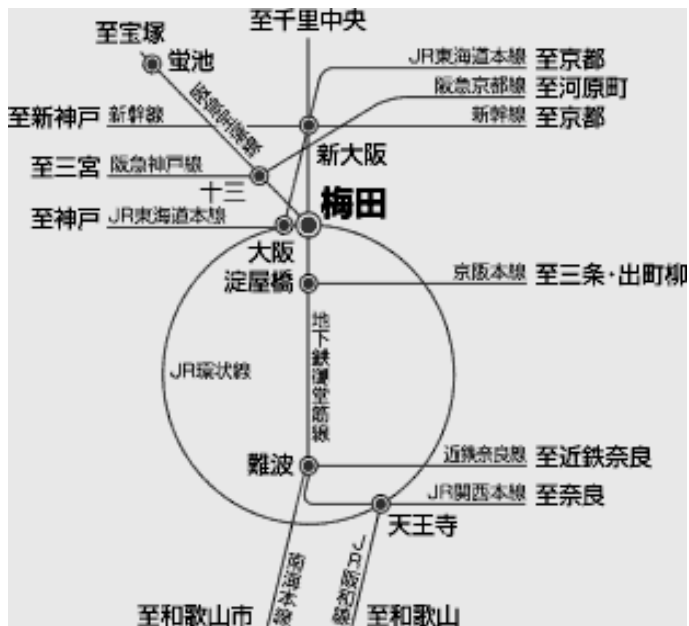 至千里中央
至宝塚
蛍池
JR東海道本線 至京都
阪急京都線 至河原町
阪急宝塚線
至新神戸 新幹線
新幹線 至京都
新大阪
至三宮 阪急神戸線
十三
梅田
至神戸 JR東海道本線
大阪
淀屋橋
京阪本線 至三条・出町柳
地下鉄御堂筋線
JR環状線
難波
近鉄奈良線 至近鉄奈良
JR関西本線 至奈良
天王寺
南海本線
JR阪和線
至和歌山市
至和歌山